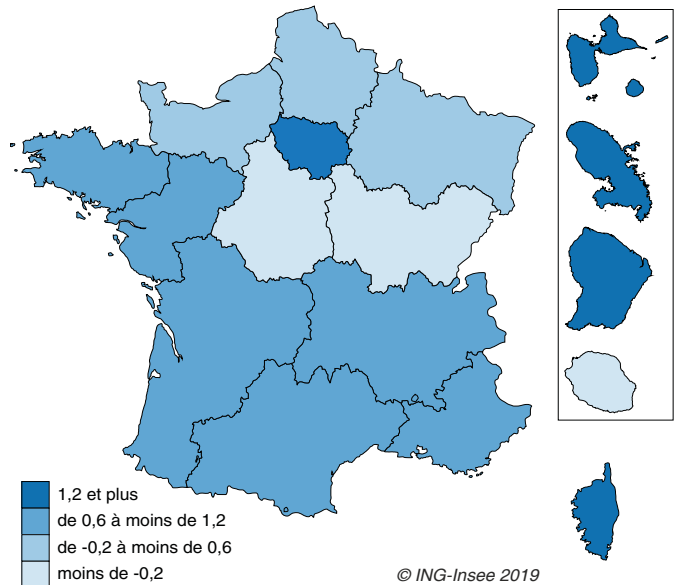 1,2 et plus
de 0,6 à moins de 1,2
de -0,2 à moins de 0,6
moins de -0,2
© ING-Insee 2019